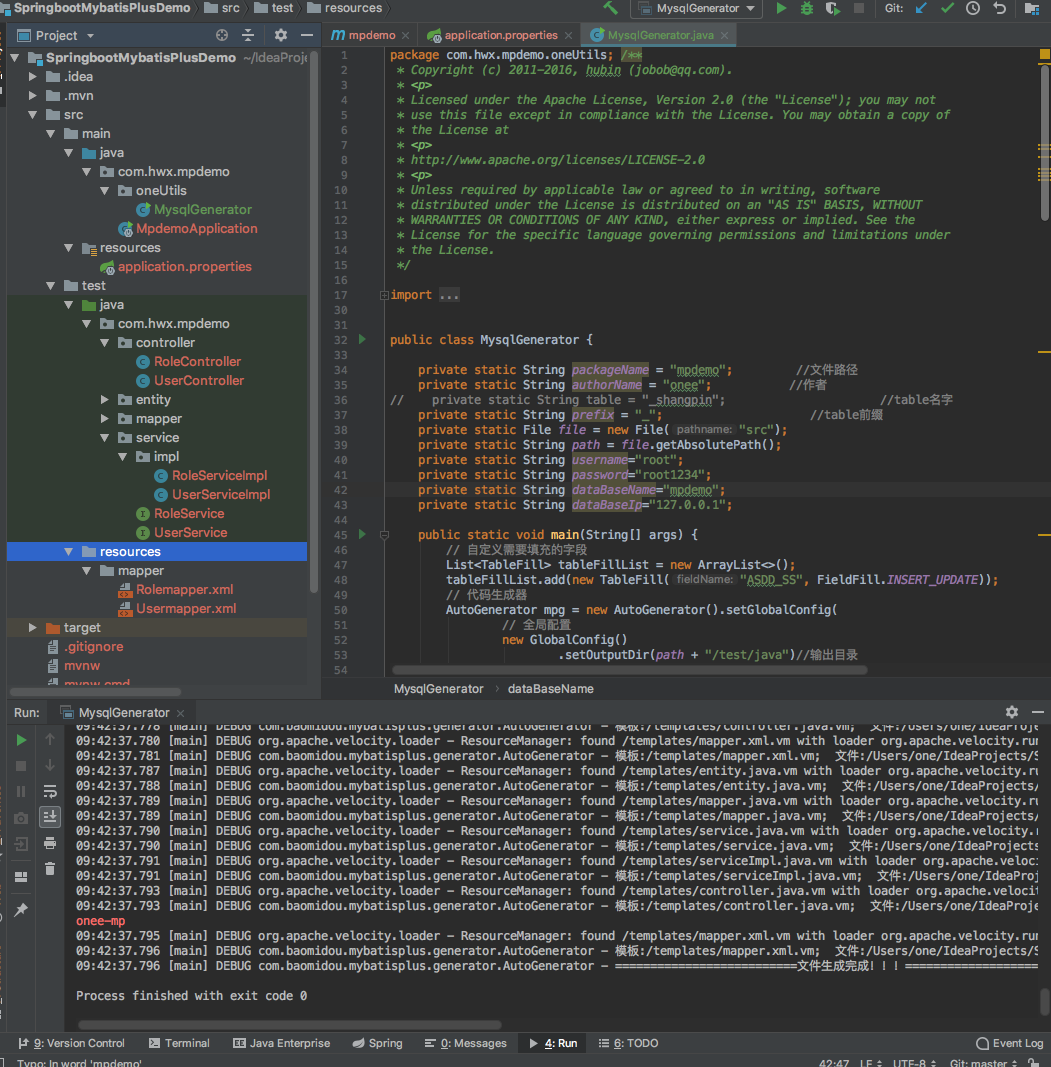 SpringbootMybatisPlusDemo src test resources MysqlGenerator Git:
Project mpdemo application.properties MysqlGenerator.java
SpringbootMybatisPlusDemo ~/IdeaProj
.idea
.mvn
src
main
java
com.hwx.mpdemo
oneUtils
MysqlGenerator
MpdemoApplication
resources
application.properties
test
java
com.hwx.mpdemo
controller
RoleController
UserController
entity
mapper
service
impl
RoleServiceImpl
UserServiceImpl
RoleService
UserService
resources
mapper
Rolemapper.xml
Usermapper.xml
target
.gitignore
mvnw
mvnw.cmd
1 package com.hwx.mpdemo.oneUtils; /**
2 * Copyright (c) 2011-2016, hubin (jobob@qq.com).
3 * <p>
4 * Licensed under the Apache License, Version 2.0 (the "License"); you may not
5 * use this file except in compliance with the License. You may obtain a copy of
6 * the License at
7 * <p>
8 * http://www.apache.org/licenses/LICENSE-2.0
9 * <p>
10 * Unless required by applicable law or agreed to in writing, software
11 * distributed under the License is distributed on an "AS IS" BASIS, WITHOUT
12 * WARRANTIES OR CONDITIONS OF ANY KIND, either express or implied. See the
13 * License for the specific language governing permissions and limitations under
14 * the License.
15 */
16
17 import ...
30
31
32 public class MysqlGenerator {
33
34 private static String packageName = "mpdemo"; //文件路径
35 private static String authorName = "onee"; //作者
36 // private static String table = "_shangpin"; //table名字
37 private static String prefix = "_"; //table前缀
38 private static File file = new File( pathname: "src");
39 private static String path = file.getAbsolutePath();
40 private static String username="root";
41 private static String password="root1234";
42 private static String dataBaseName="mpdemo";
43 private static String dataBaseIp="127.0.0.1";
44
45 public static void main(String[] args) {
46 // 自定义需要填充的字段
47 List<TableFill> tableFillList = new ArrayList<>();
48 tableFillList.add(new TableFill( fieldName: "ASDD_SS", FieldFill.INSERT_UPDATE));
49 // 代码生成器
50 AutoGenerator mpg = new AutoGenerator().setGlobalConfig(
51 // 全局配置
52 new GlobalConfig()
53 .setOutputDir(path + "/test/java")//输出目录
54
MysqlGenerator dataBaseName
Run: MysqlGenerator
09:42:37.778 [main] DEBUG com.baomidou.mybatisplus.generator.AutoGenerator - 模板:/templates/controller.java.vm; 文件:/Users/one/IdeaProje
09:42:37.780 [main] DEBUG org.apache.velocity.loader - ResourceManager: found /templates/mapper.xml.vm with loader org.apache.velocity.run
09:42:37.781 [main] DEBUG com.baomidou.mybatisplus.generator.AutoGenerator - 模板:/templates/mapper.xml.vm; 文件:/Users/one/IdeaProjects/S
09:42:37.787 [main] DEBUG org.apache.velocity.loader - ResourceManager: found /templates/entity.java.vm with loader org.apache.velocity.ru
09:42:37.788 [main] DEBUG com.baomidou.mybatisplus.generator.AutoGenerator - 模板:/templates/entity.java.vm; 文件:/Users/one/IdeaProjects/
09:42:37.789 [main] DEBUG org.apache.velocity.loader - ResourceManager: found /templates/mapper.java.vm with loader org.apache.velocity.ru
09:42:37.789 [main] DEBUG com.baomidou.mybatisplus.generator.AutoGenerator - 模板:/templates/mapper.java.vm; 文件:/Users/one/IdeaProjects/
09:42:37.790 [main] DEBUG org.apache.velocity.loader - ResourceManager: found /templates/service.java.vm with loader org.apache.velocity.r
09:42:37.790 [main] DEBUG com.baomidou.mybatisplus.generator.AutoGenerator - 模板:/templates/service.java.vm; 文件:/Users/one/IdeaProjects
09:42:37.791 [main] DEBUG org.apache.velocity.loader - ResourceManager: found /templates/serviceImpl.java.vm with loader org.apache.veloci
09:42:37.791 [main] DEBUG com.baomidou.mybatisplus.generator.AutoGenerator - 模板:/templates/serviceImpl.java.vm; 文件:/Users/one/IdeaProj
09:42:37.793 [main] DEBUG org.apache.velocity.loader - ResourceManager: found /templates/controller.java.vm with loader org.apache.velocit
09:42:37.793 [main] DEBUG com.baomidou.mybatisplus.generator.AutoGenerator - 模板:/templates/controller.java.vm; 文件:/Users/one/IdeaProje
onee-mp
09:42:37.795 [main] DEBUG org.apache.velocity.loader - ResourceManager: found /templates/mapper.xml.vm with loader org.apache.velocity.run
09:42:37.796 [main] DEBUG com.baomidou.mybatisplus.generator.AutoGenerator - 模板:/templates/mapper.xml.vm; 文件:/Users/one/IdeaProjects/S
09:42:37.796 [main] DEBUG com.baomidou.mybatisplus.generator.AutoGenerator - ==========================文件生成完成！！！===================
Process finished with exit code 0
9: Version Control Terminal Java Enterprise Spring 0: Messages 4: Run 6: TODO Event Log
Typo: In word 'mpdemo' 42:47 LF UTF-8 Git: master